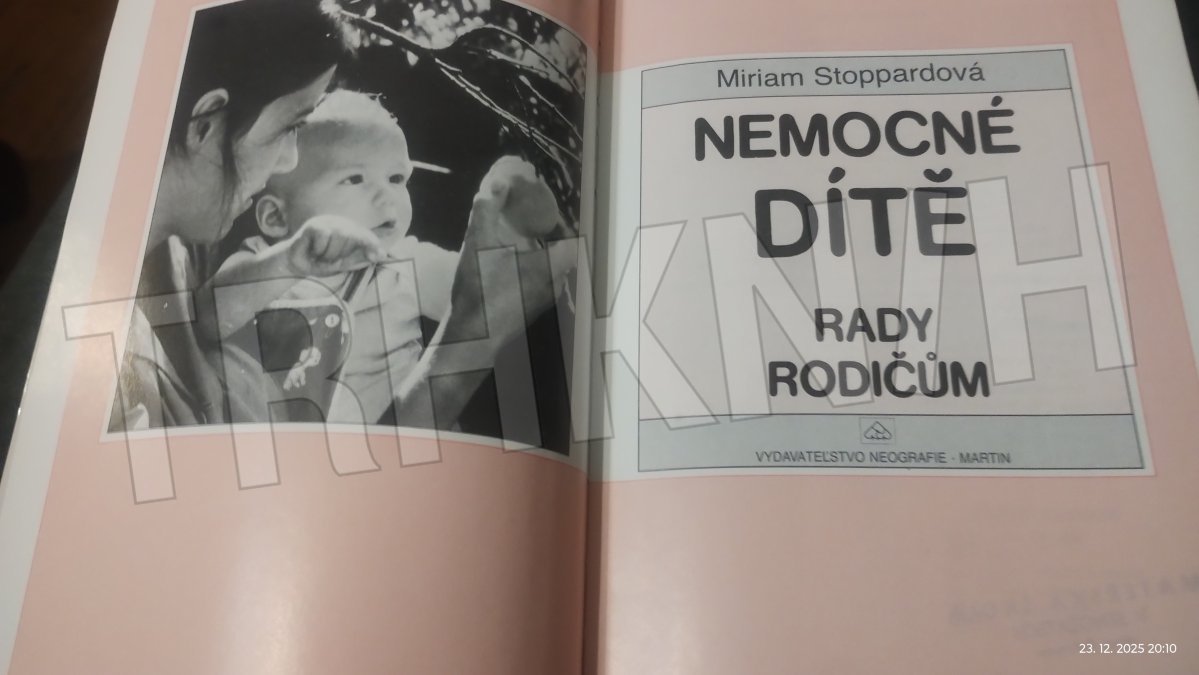 Miriam Stoppardová
NEMOCNÉ
DÍTĚ
RADY
RODIČŮM
VYDAVATEĽSTVO NEOGRAFIE · MARTIN
TRHKNIH
23. 12. 2025 20:10